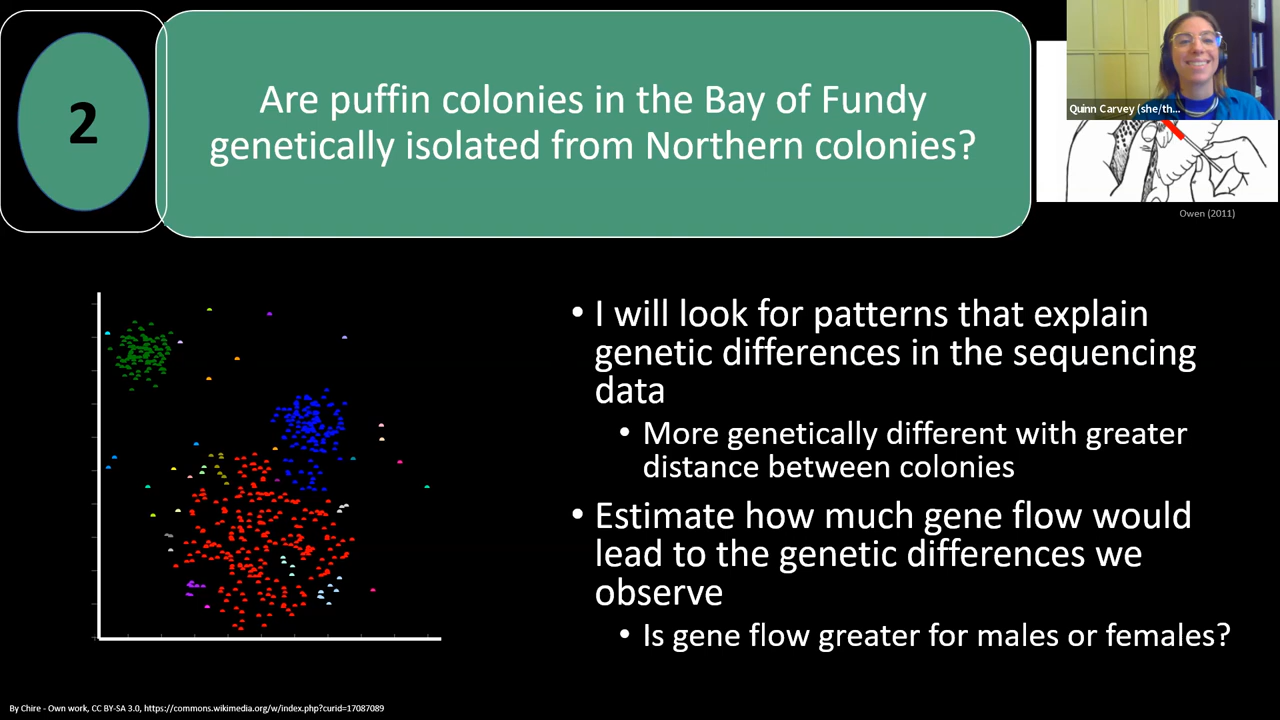 2
Are puffin colonies in the Bay of Fundy
genetically isolated from Northern colonies?
Quinn Carvey (she/th...
Owen (2011)
• I will look for patterns that explain
genetic differences in the sequencing
data
• More genetically different with greater
distance between colonies
• Estimate how much gene flow would
lead to the genetic differences we
observe
• Is gene flow greater for males or females?
By Chire - Own work, CC BY-SA 3.0, https://commons.wikimedia.org/w/index.php?curid=17087089